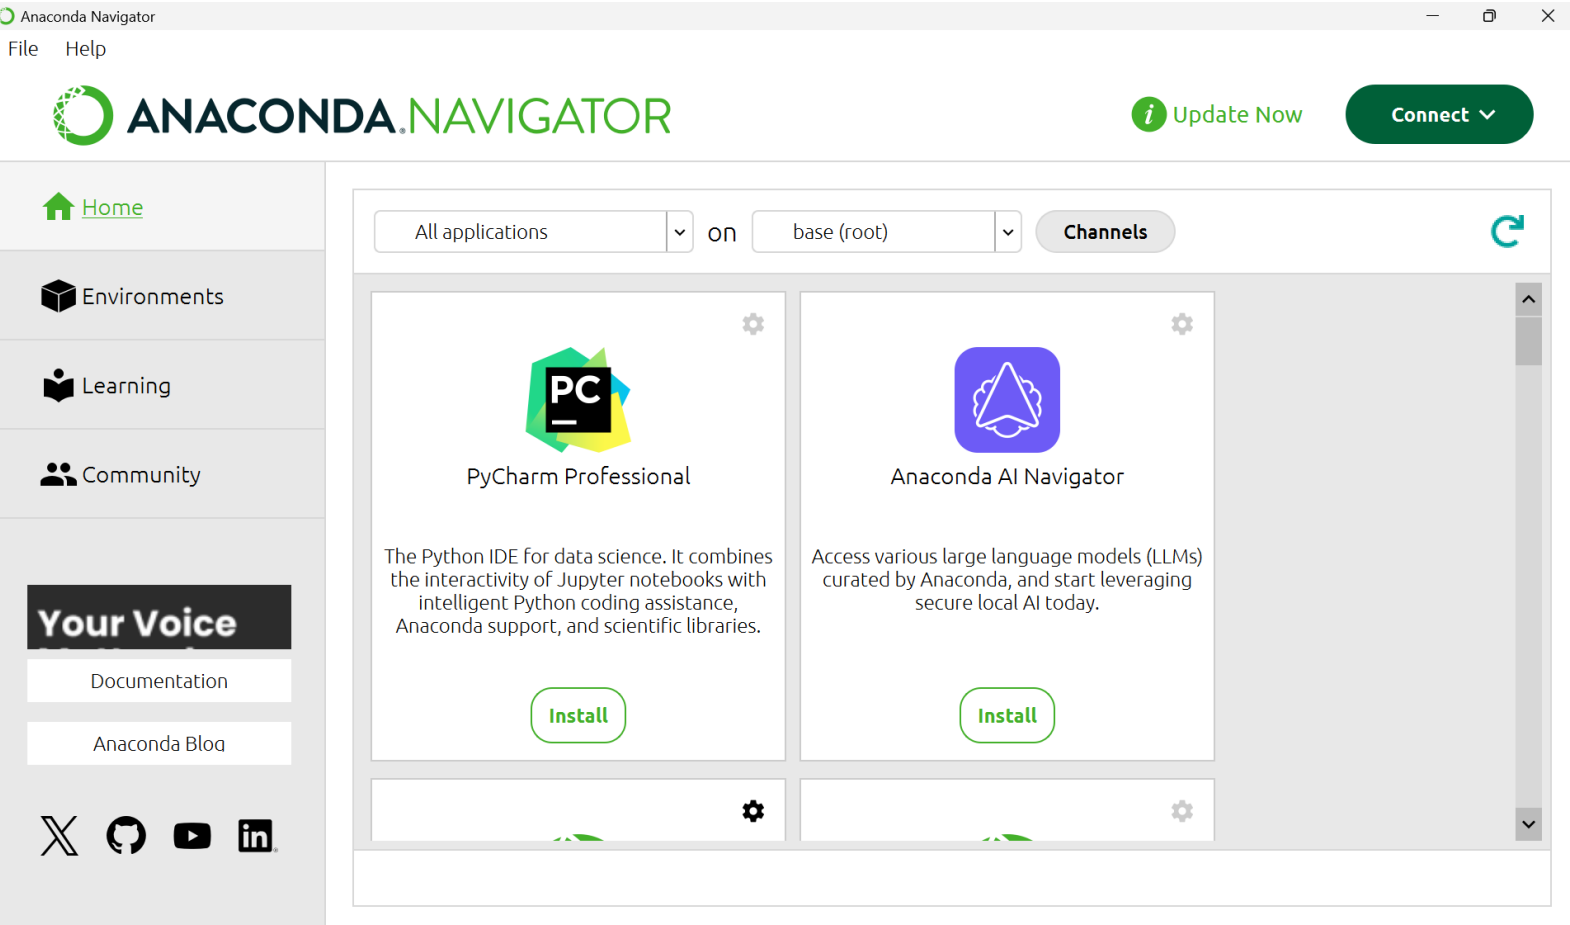 Anaconda Navigator
File Help
ANACONDA.NAVIGATOR
i Update Now
Connect
Home
All applications on base (root) Channels
Environments
Learning
Community
PC
PyCharm Professional
The Python IDE for data science. It combines
the interactivity of Jupyter notebooks with
intelligent Python coding assistance,
Anaconda support, and scientific libraries.
Install
Anaconda AI Navigator
Access various large language models (LLMs)
curated by Anaconda, and start leveraging
secure local AI today.
Install
Your Voice
Documentation
Anaconda Blog
X
in